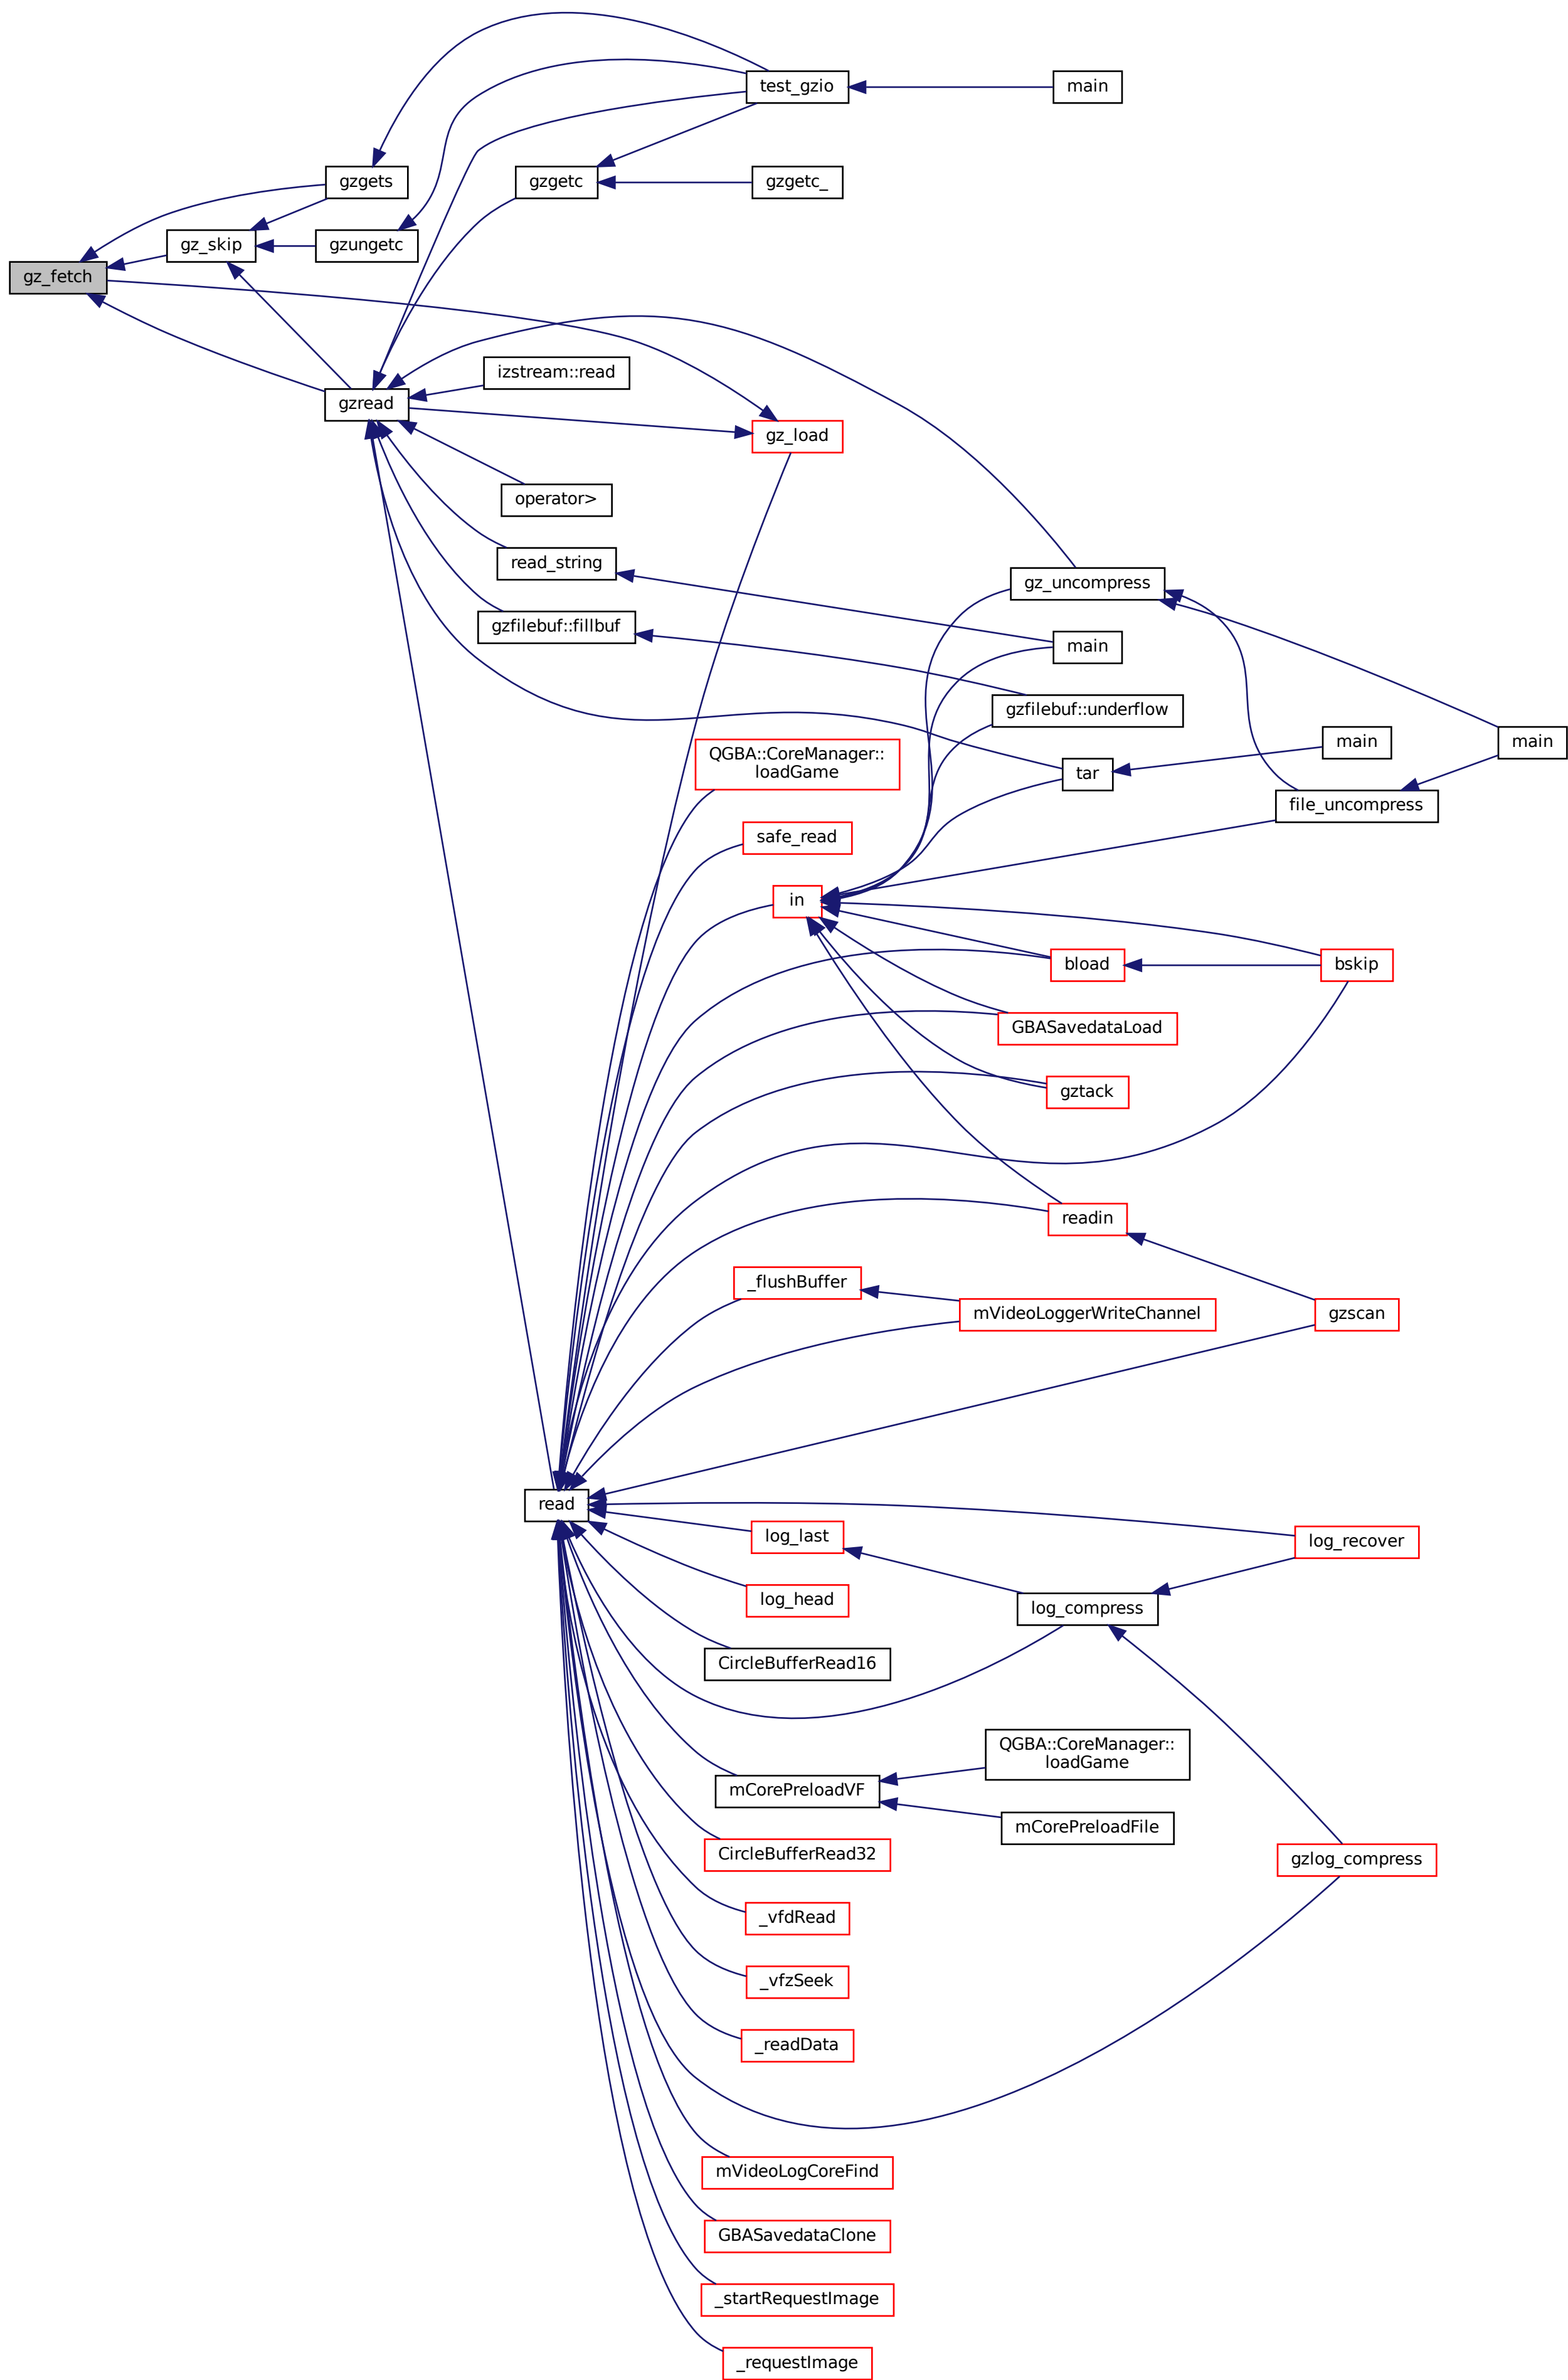 test_gzio
main
gzgets
gzgetc
gzgetc_
gz_skip
gzungetc
gz_fetch
izstream::read
gzread
gz_load
operator>
read_string
gz_uncompress
gzfilebuf::fillbuf
main
gzfilebuf::underflow
main
main
QGBA::CoreManager::
loadGame
tar
file_uncompress
safe_read
in
bload
bskip
GBASavedataLoad
gztack
readin
_flushBuffer
mVideoLoggerWriteChannel
gzscan
read
log_last
log_recover
log_head
log_compress
CircleBufferRead16
QGBA::CoreManager::
loadGame
mCorePreloadVF
mCorePreloadFile
CircleBufferRead32
gzlog_compress
_vfdRead
_vfzSeek
_readData
mVideoLogCoreFind
GBASavedataClone
_startRequestImage
_requestImage